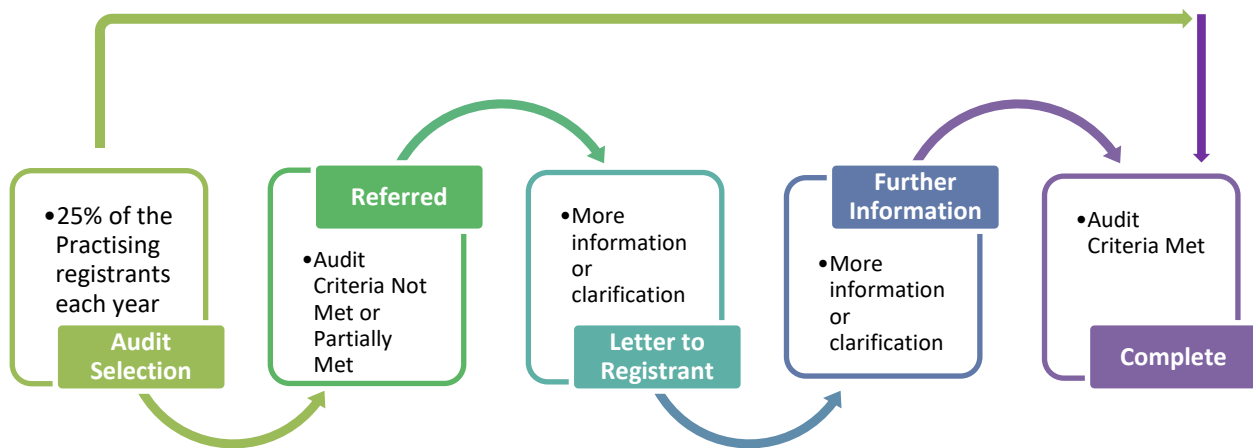 •25% of the
Practising
registrants
each year
Audit
Selection
Referred
•Audit
Criteria Not
Met or
Partially
Met
•More
information
or
clarification
Letter to
Registrant
Further
Information
•More
information
or
clarification
•Audit
Criteria Met
Complete